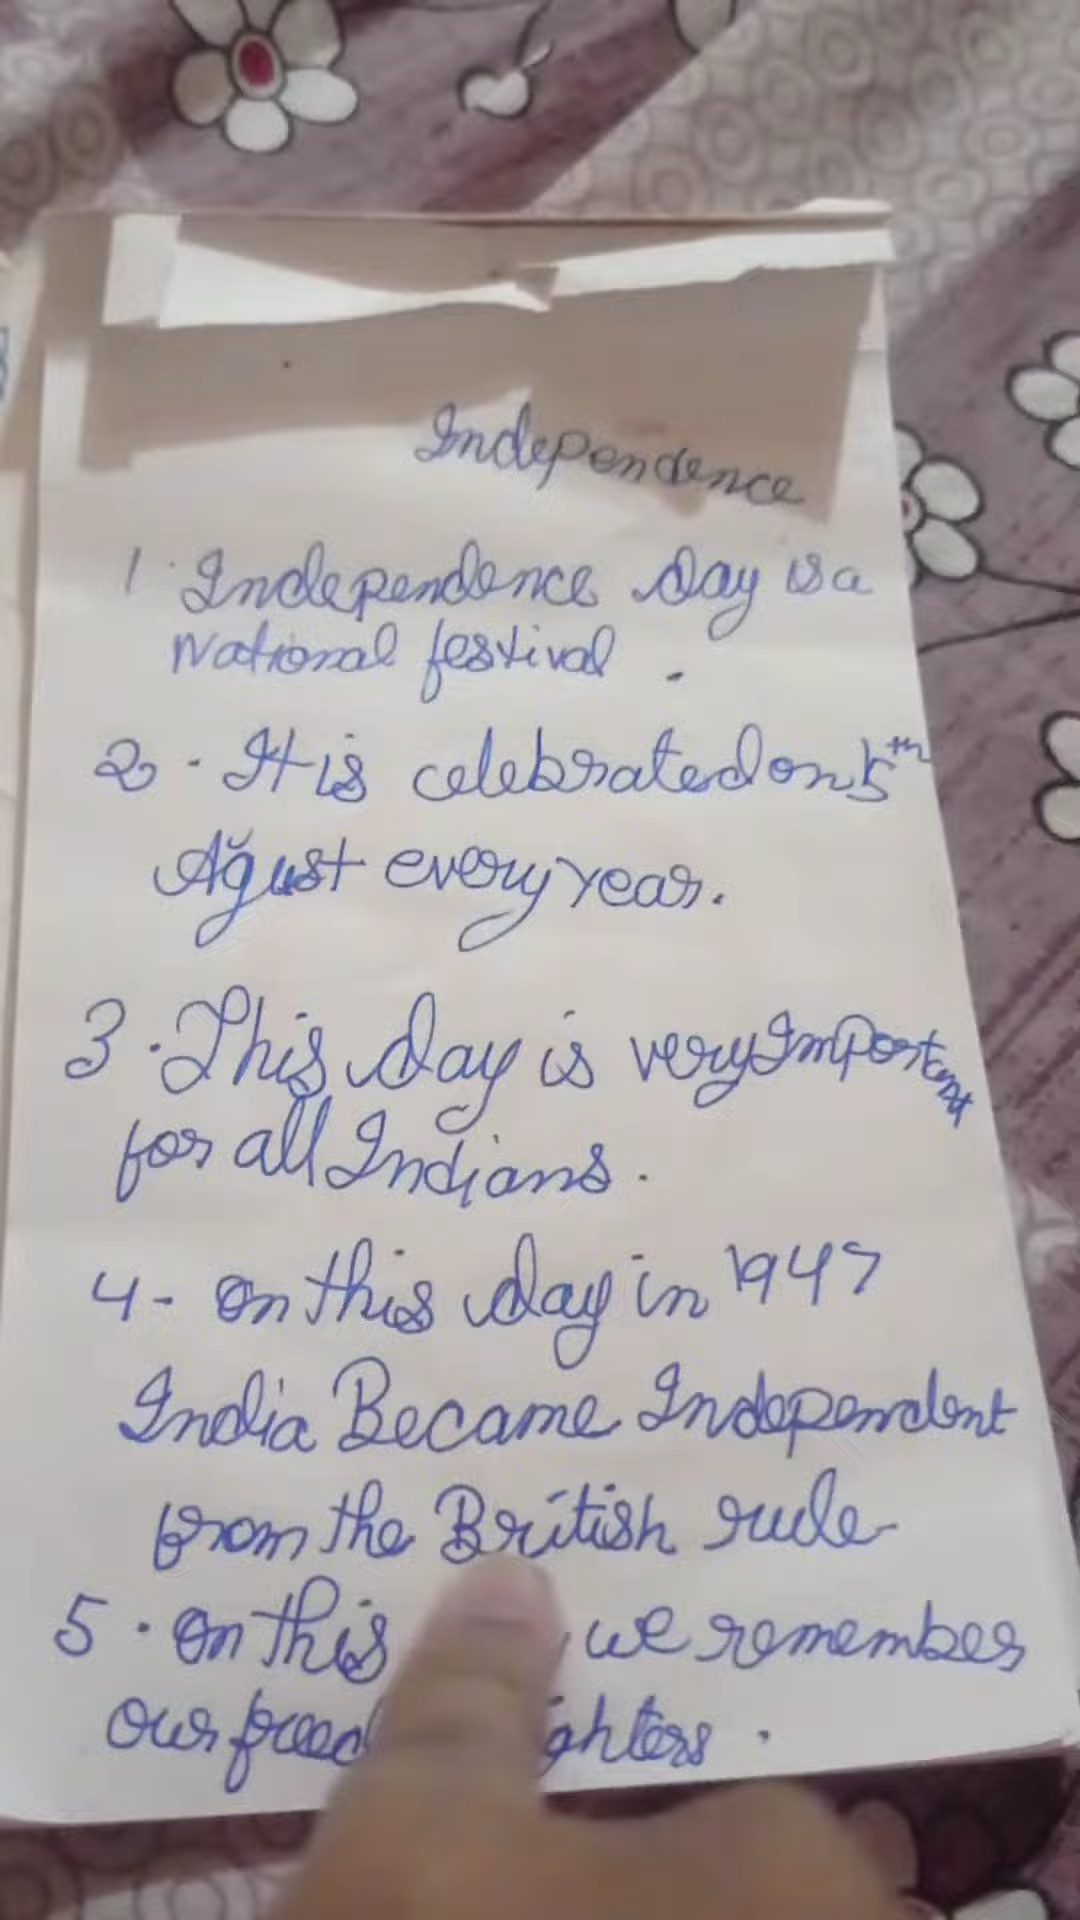 Independence
1. Independence day is a
National festival.
2. It is celebrated on 15th
Agust every year.
3. This day is very Important
for all Indians.
4- on this day in 1947
India Became Independent
from the British rule
5. on this we remember
our fighters.